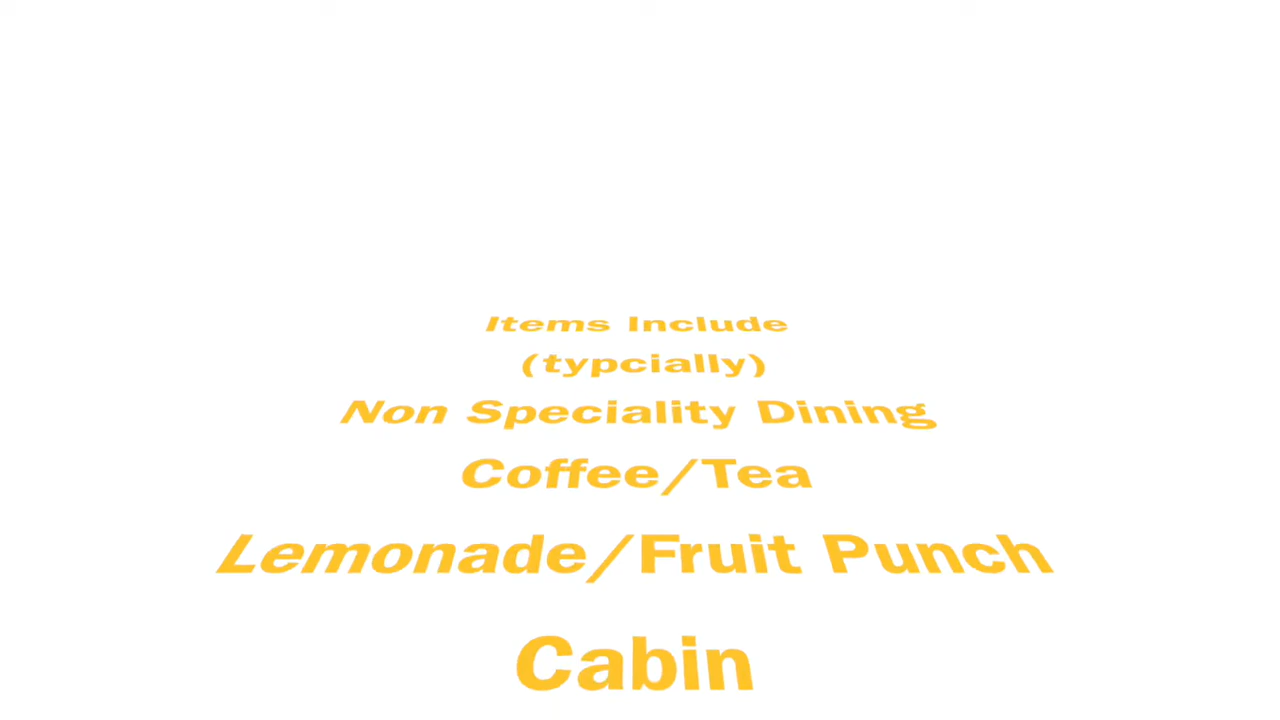 Items Include
(typcially)
Non Speciality Dining
Coffee/Tea
Lemonade/Fruit Punch
Cabin